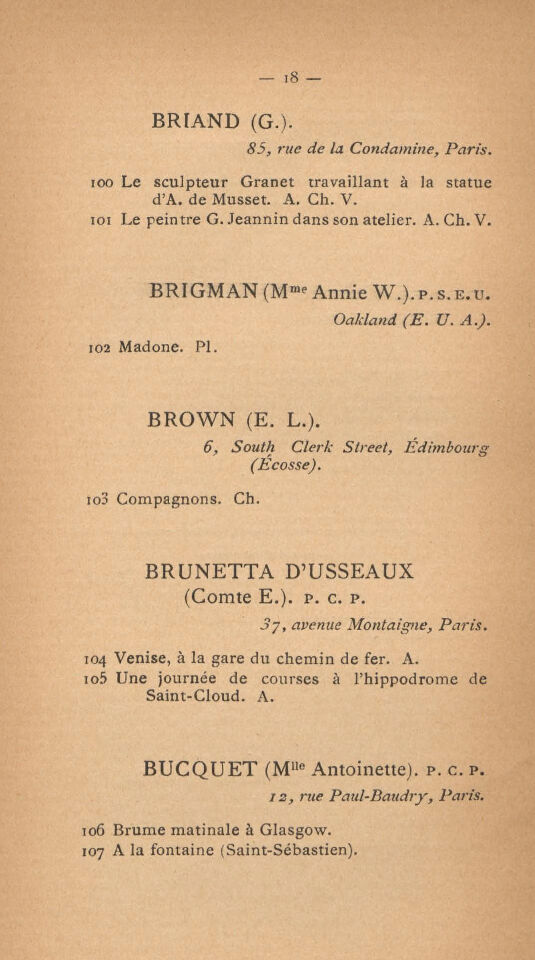 — 18 —
BRIAND (G.).
85, rue de la Condamine, Paris.
100 Le sculpteur Granet travaillant à la statue
d'A. de Musset. A. Ch. V.
101 Le peintre G. Jeannin dans son atelier. A. Ch. V.
BRIGMAN (Mme Annie W.). P. S. E. U.
Oakland (E. U. A.).
102 Madone. Pl.
BROWN (E. L.).
6, South Clerk Street, Édimbourg
(Écosse).
103 Compagnons. Ch.
BRUNETTA D'USSEAUX
(Comte E.). P. C. P.
37, avenue Montaigne, Paris.
104 Venise, à la gare du chemin de fer. A.
105 Une journée de courses à l'hippodrome de
Saint-Cloud. A.
BUCQUET (Mlle Antoinette). P. C. P.
12, rue Paul-Baudry, Paris.
106 Brume matinale à Glasgow.
107 A la fontaine (Saint-Sébastien).